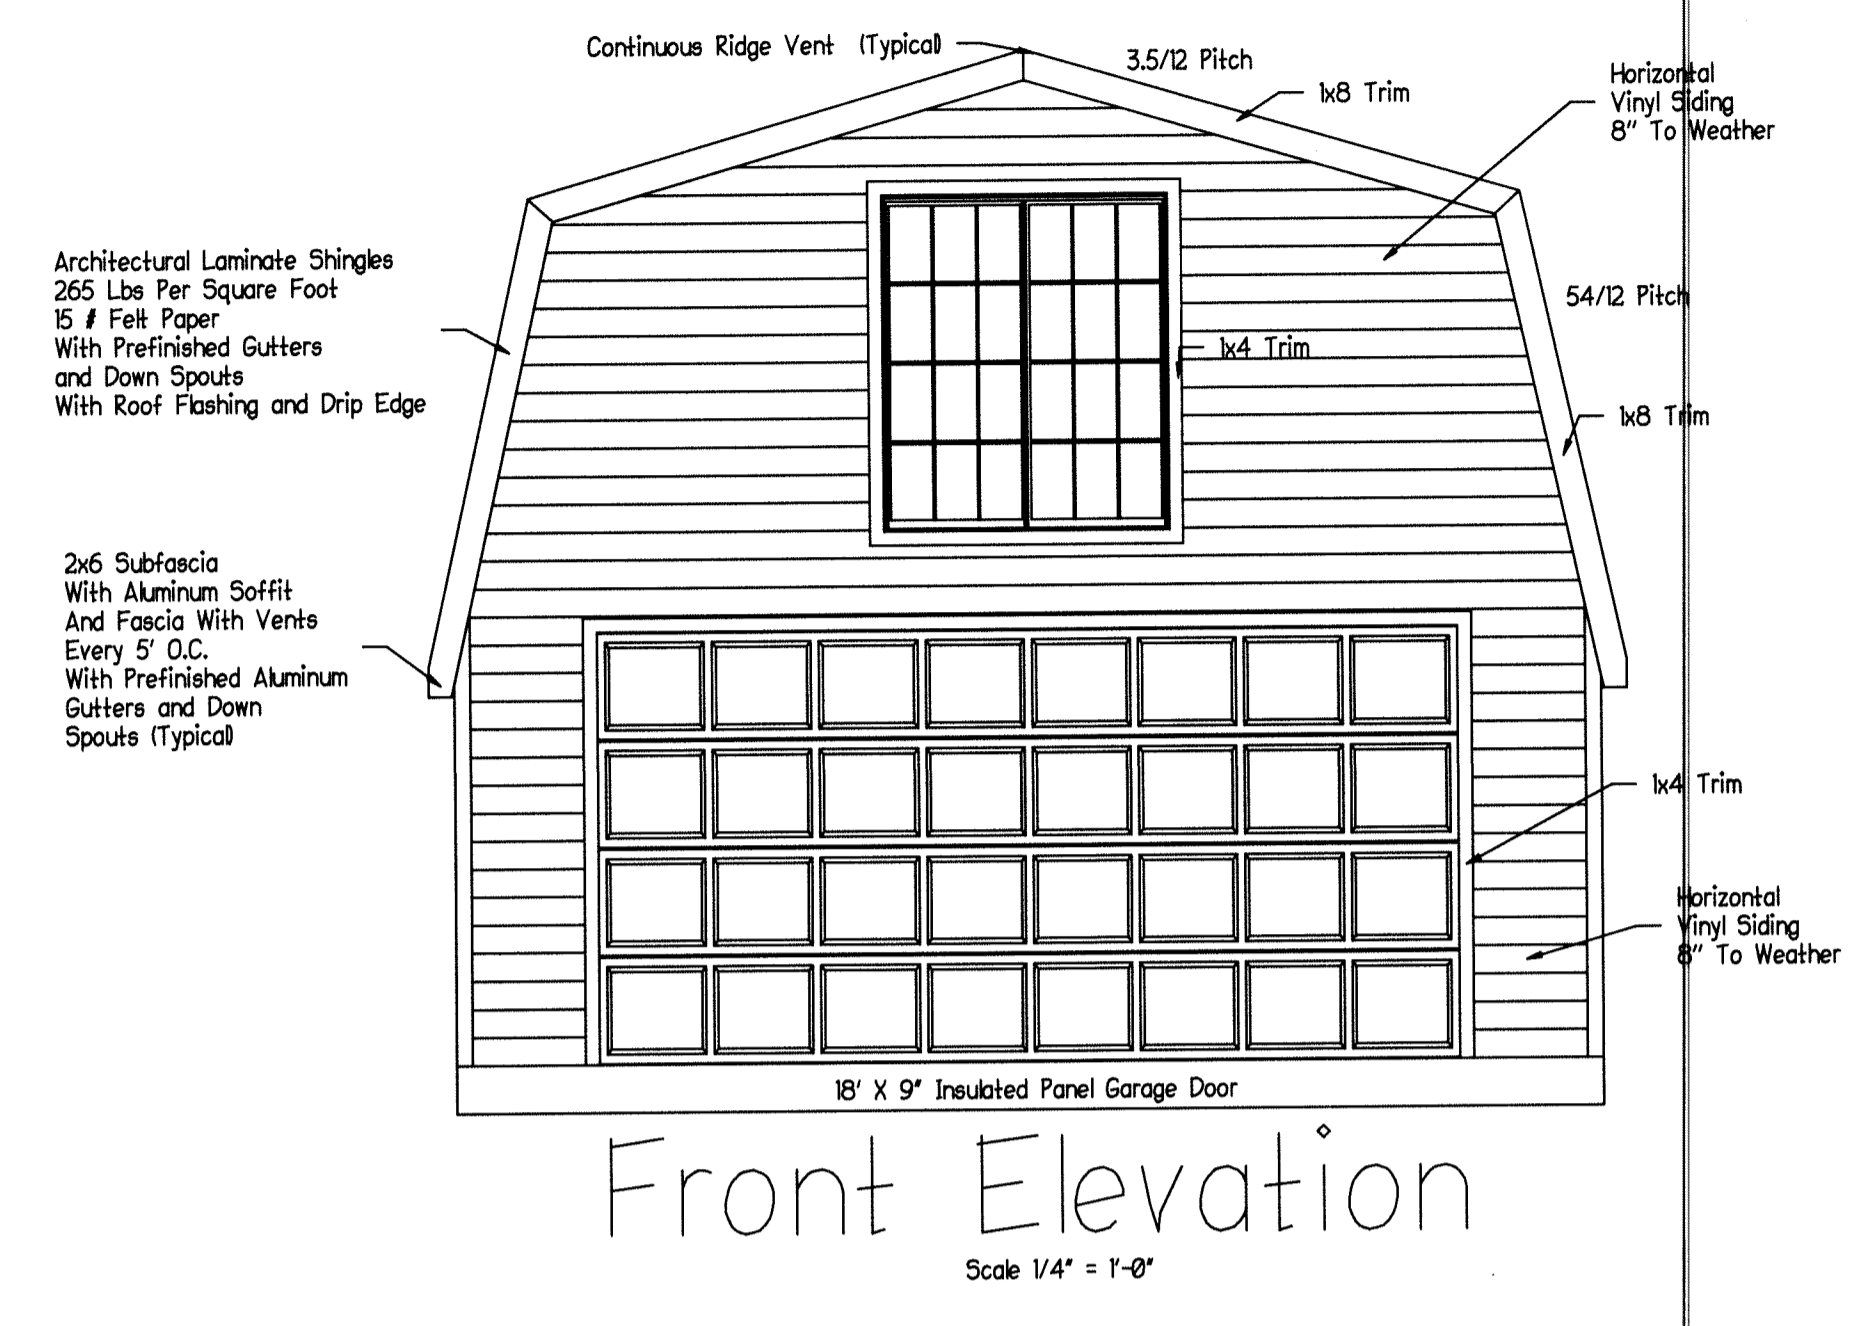 Continuous Ridge Vent (Typical)
3.5/12 Pitch
1x8 Trim
Horizontal
Vinyl Siding
8" To Weather
Architectural Laminate Shingles
265 Lbs Per Square Foot
15 # Felt Paper
With Prefinished Gutters
and Down Spouts
With Roof Flashing and Drip Edge
54/12 Pitch
1x4 Trim
1x8 Trim
2x6 Subfascia
With Aluminum Soffit
And Fascia With Vents
Every 5' O.C.
With Prefinished Aluminum
Gutters and Down
Spouts (Typical)
1x4 Trim
Horizontal
Vinyl Siding
8" To Weather
18' X 9" Insulated Panel Garage Door
Front Elevation
Scale 1/4" = 1'-0"